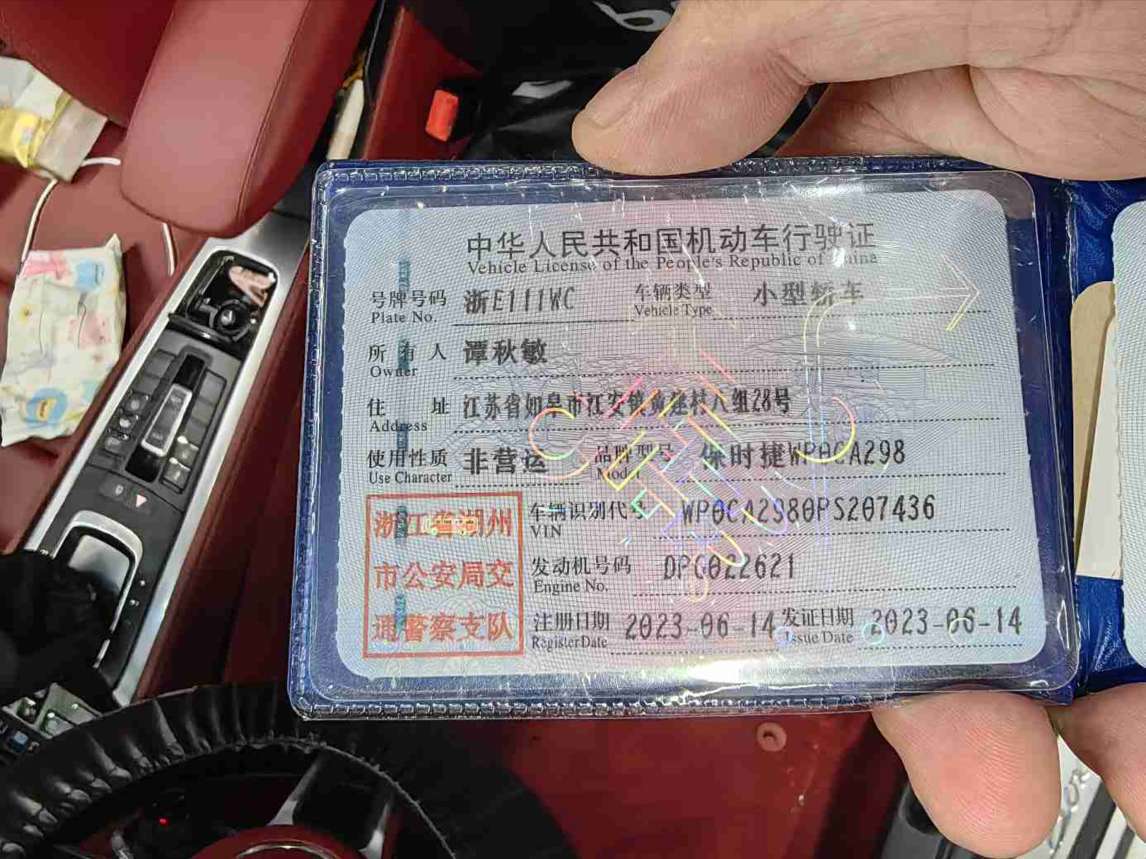 中华人民共和国机动车行驶证
Vehicle License of the People's Republic of China
号牌号码 浙E111WC 车辆类型 小型轿车
Plate No. Vehicle Type
所有人 谭秋敏
Owner
住址 江苏省如皋市江安镇黄庄村八组28号
Address
使用性质 非营运 品牌型号 保时捷WP0CA298
Use Character Model
浙江省湖州
市公安局交
通警察支队
车辆识别代号 WP0CA2980PS207436
VIN
发动机号码 DPC022621
Engine No.
注册日期 2023-06-14 发证日期 2023-06-14
Register Date Issue Date